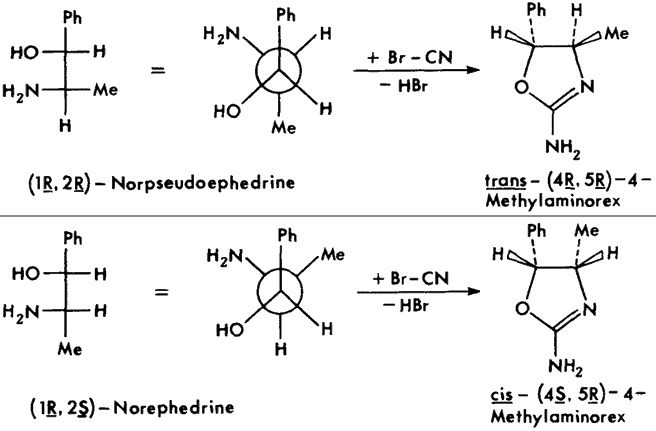 Ph
HO H
H₂N Me
H
=
Ph
H₂N H
HO H
Me
+ Br-CN
- HBr
Ph H
H Me
O N
NH₂
(1R, 2R)-Norpseudoephedrine
trans-(4R, 5R)-4-
Methylaminorex
Ph
HO H
H₂N H
Me
=
Ph
H₂N Me
HO H
H
+ Br-CN
- HBr
Ph Me
H H
O N
NH₂
(1R, 2S)-Norephedrine
cis-(4S, 5R)-4-
Methylaminorex